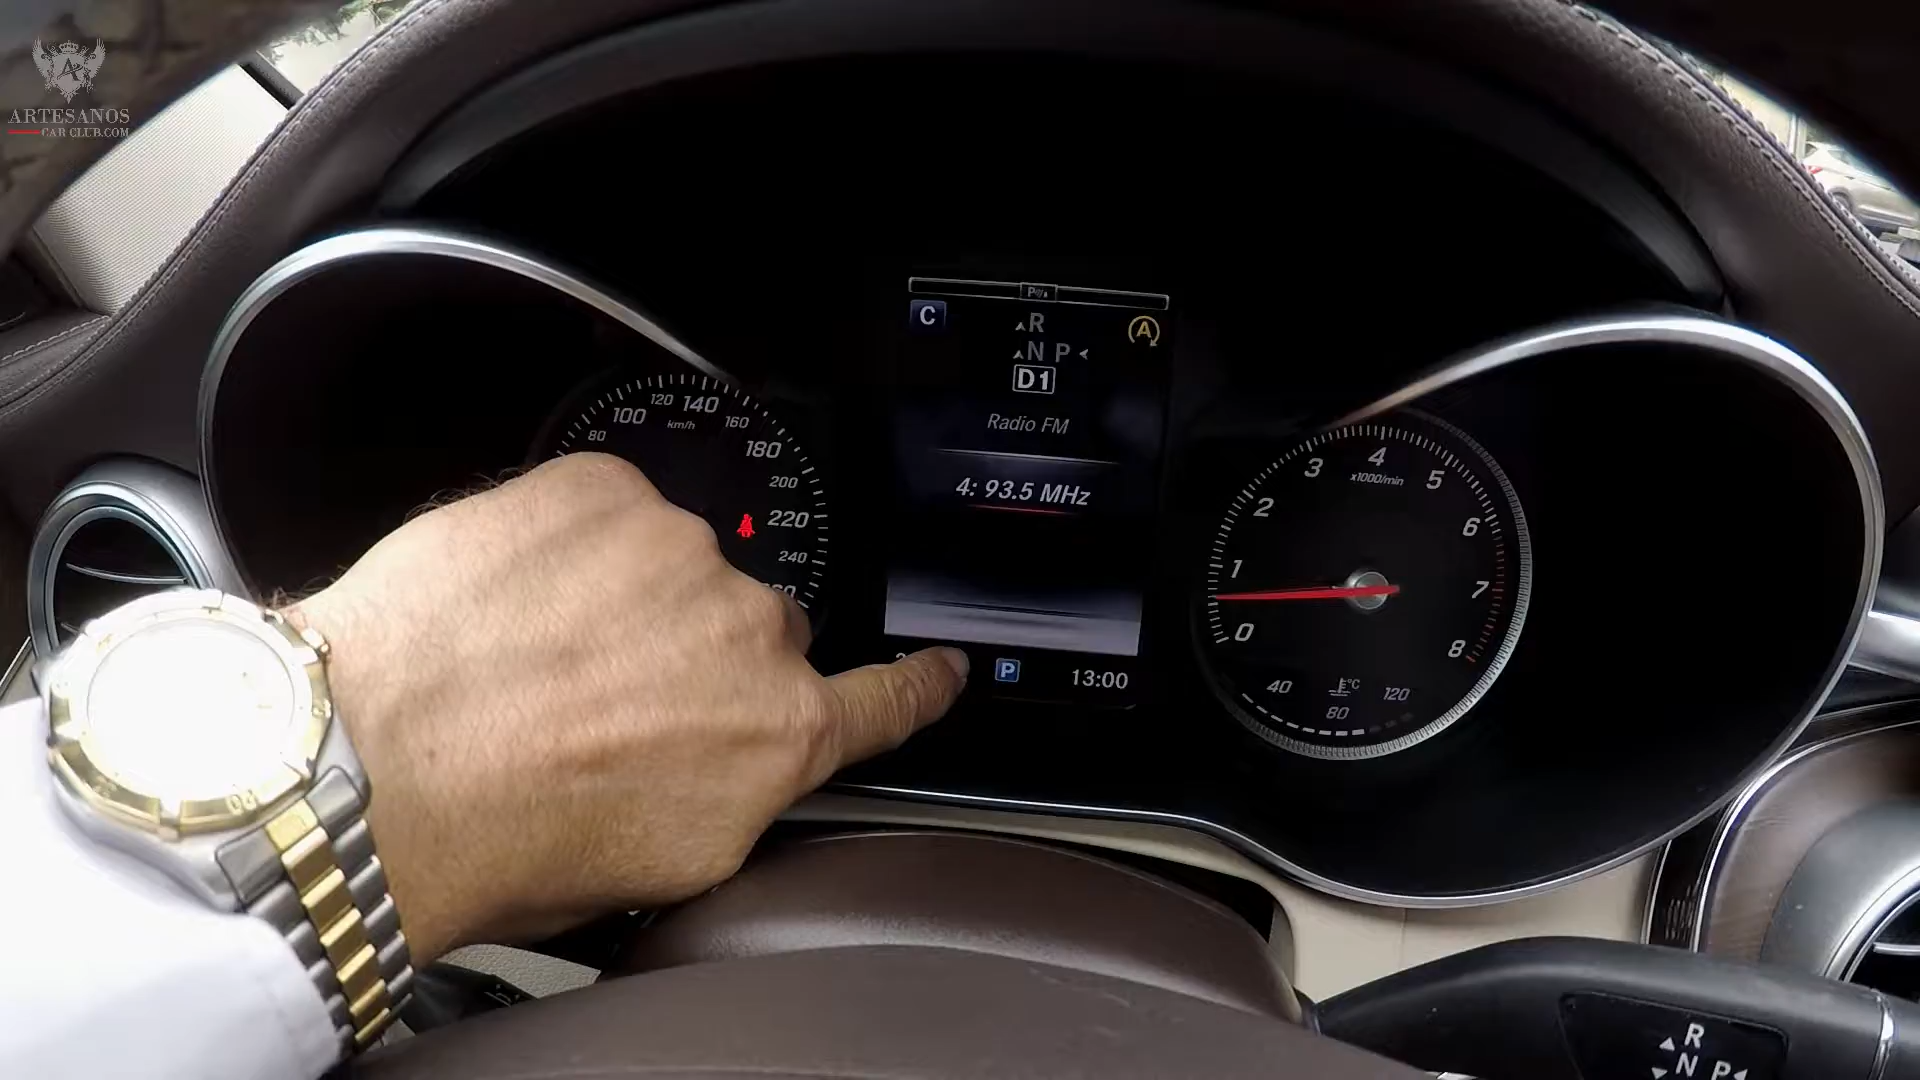 ARTESANOS
CAR CLUB.COM
P
C
R
A
N P
D1
Radio FM
4: 93.5 MHz
P
13:00
80
100
120
140
160
180
200
220
240
km/h
0
1
2
3
4
5
6
7
8
x1000/min
40
80
120
°C
R
N P